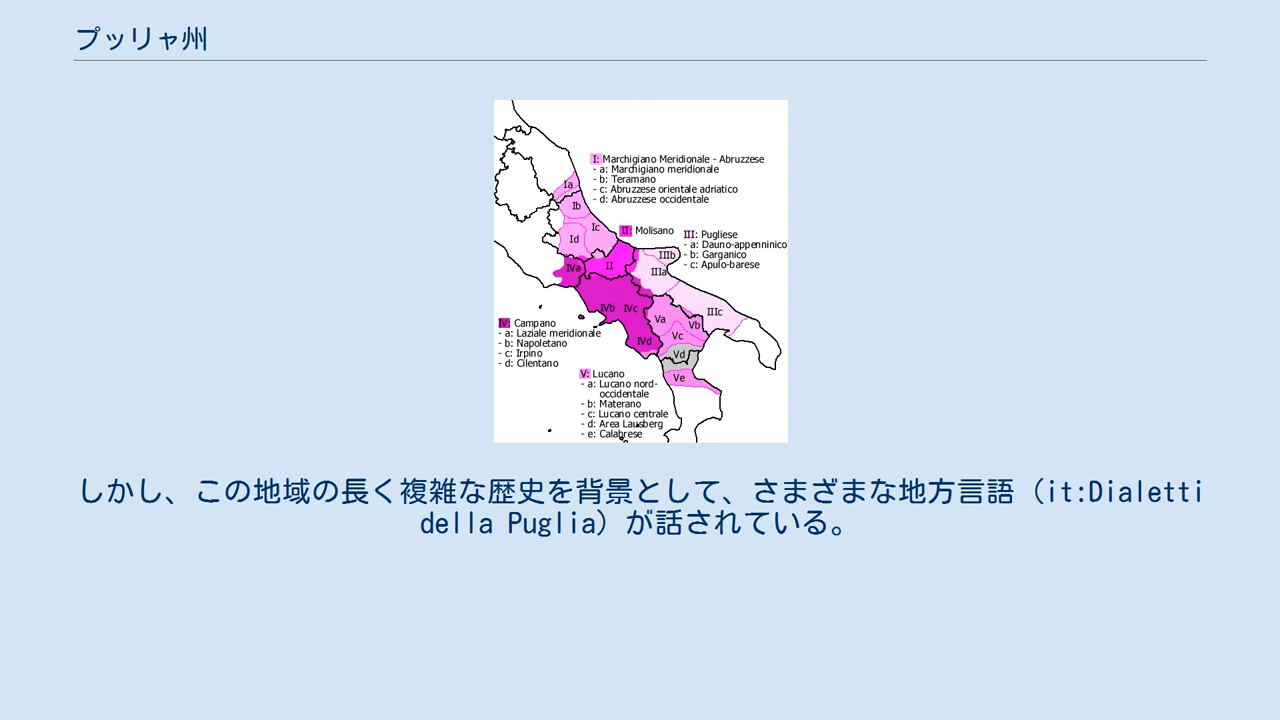 プッリャ州
I: Marchigiano Meridionale - Abruzzese
- a: Marchigiano meridionale
- b: Teramano
- c: Abruzzese orientale adriatico
- d: Abruzzese occidentale
Ia
Ib
Ic
Id
II: Molisano
III: Pugliese
- a: Dauno-appenninico
- b: Garganico
- c: Apulo-barese
IIIb
IVa
II
IIIa
IVb
IVc
IIIc
Va
Vb
IVd
Vc
Vd
Ve
IV: Campano
- a: Laziale meridionale
- b: Napoletano
- c: Irpino
- d: Cilentano
V: Lucano
- a: Lucano nord-
occidentale
- b: Materano
- c: Lucano centrale
- d: Area Lausberg
- e: Calabrese
しかし、この地域の長く複雑な歴史を背景として、さまざまな地方言語（it:Dialetti
della Puglia）が話されている。